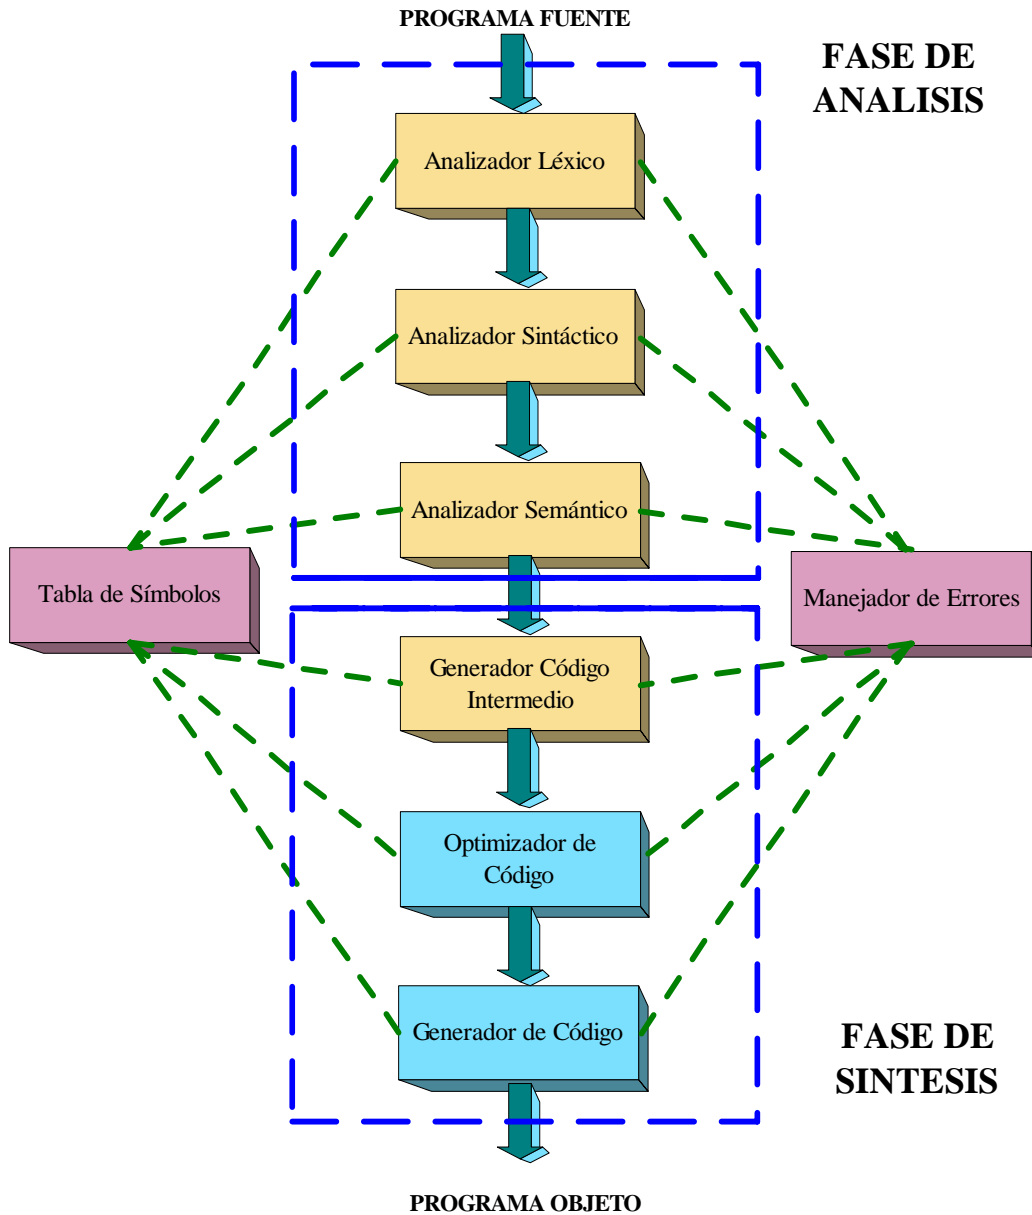 PROGRAMA FUENTE
FASE DE
ANALISIS
Analizador Léxico
Analizador Sintáctico
Analizador Semántico
Tabla de Símbolos
Manejador de Errores
Generador Código
Intermedio
Optimizador de
Código
Generador de Código
FASE DE
SINTESIS
PROGRAMA OBJETO